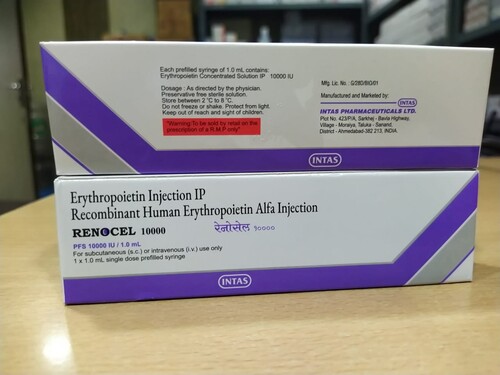 Each prefilled syringe of 1.0 mL contains:
Erythropoietin Concentrated Solution IP 10000 IU
Dosage : As directed by the physician.
Preservative free sterile solution.
Store between 2 °C to 8 °C.
Do not freeze or shake. Protect from light.
Keep out of reach and sight of children.
"Warning:To be sold by retail on the
prescription of a R.M.P only"
Mfg. Lic. No. : G/28D/BIO/01
Manufactured and Marketed by:
INTAS
INTAS PHARMACEUTICALS LTD.
Plot No. 423/P/A, Sarkhej - Bavla Highway,
Village - Moraiya, Taluka - Sanand,
District - Ahmedabad-382 213, INDIA.
INTAS
Erythropoietin Injection IP
Recombinant Human Erythropoietin Alfa Injection
RENOCEL 10000
रेनोसेल १००००
PFS 10000 IU / 1.0 mL
For subcutaneous (s.c.) or intravenous (i.v.) use only
1 x 1.0 mL single dose prefilled syringe
INTAS